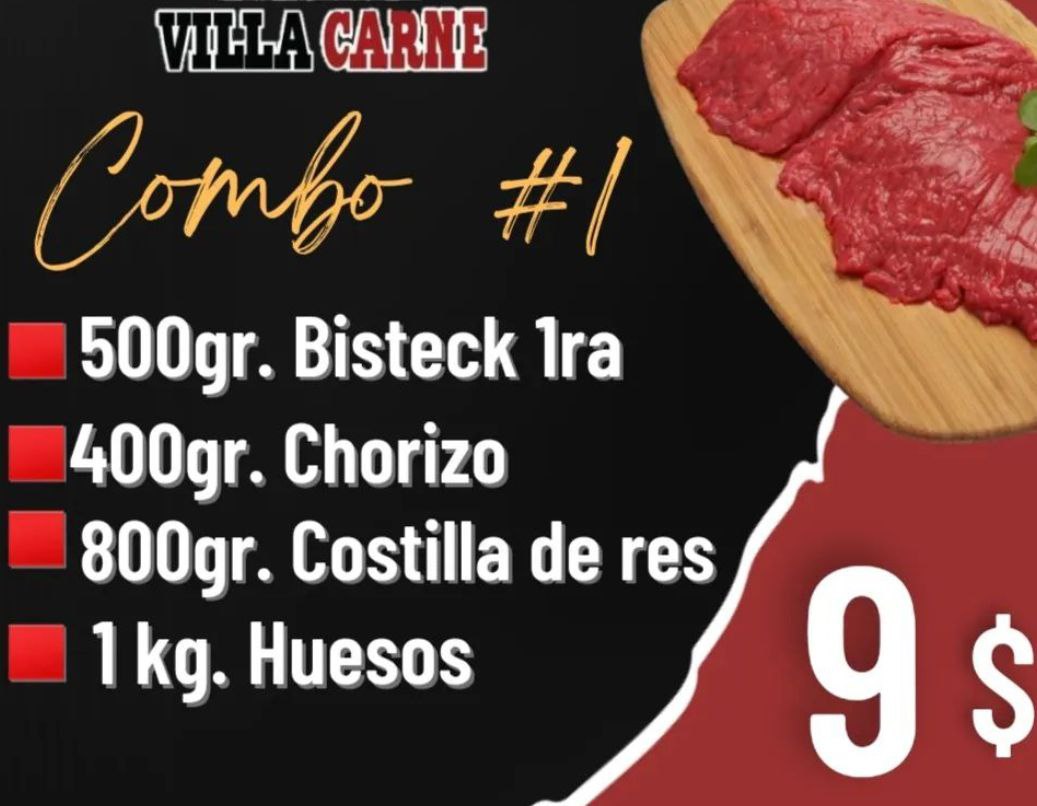 VILLA CARNE
Combo #1
500gr. Bisteck 1ra
400gr. Chorizo
800gr. Costilla de res
1 kg. Huesos
9 $